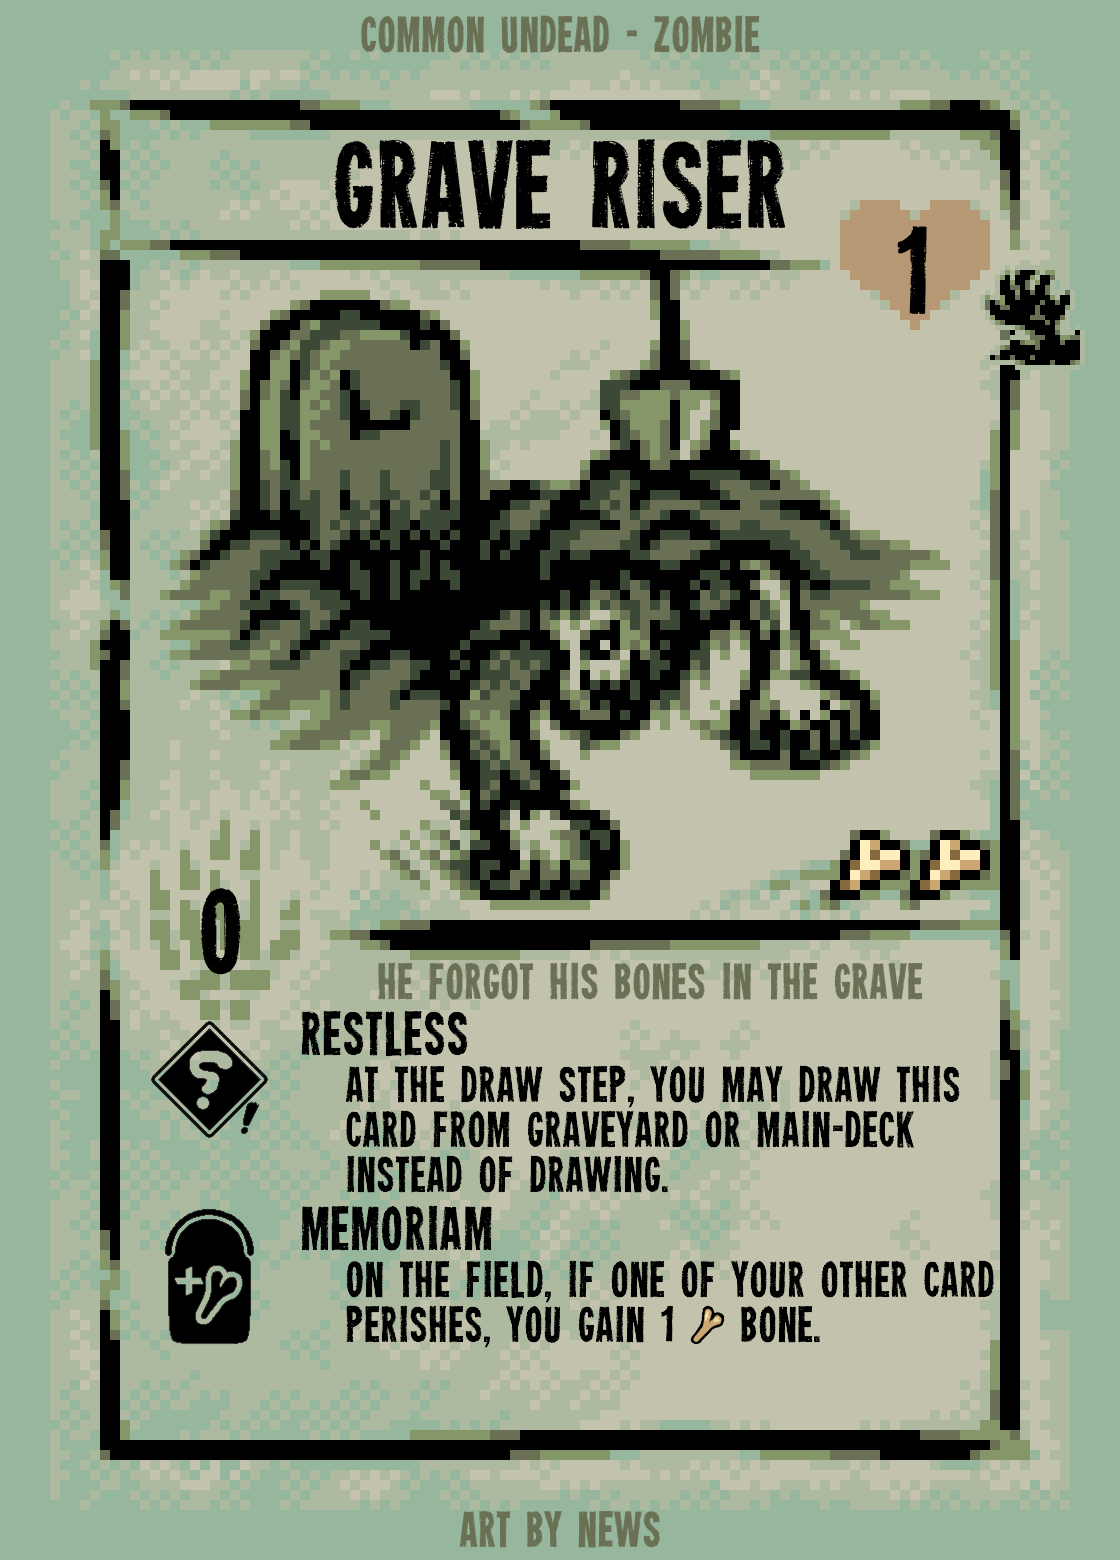 COMMON UNDEAD - ZOMBIE
GRAVE RISER
1
0
HE FORGOT HIS BONES IN THE GRAVE
RESTLESS
AT THE DRAW STEP, YOU MAY DRAW THIS
CARD FROM GRAVEYARD OR MAIN-DECK
INSTEAD OF DRAWING.
?!
MEMORIAM
ON THE FIELD, IF ONE OF YOUR OTHER CARD
PERISHES, YOU GAIN 1 BONE.
+
ART BY NEWS